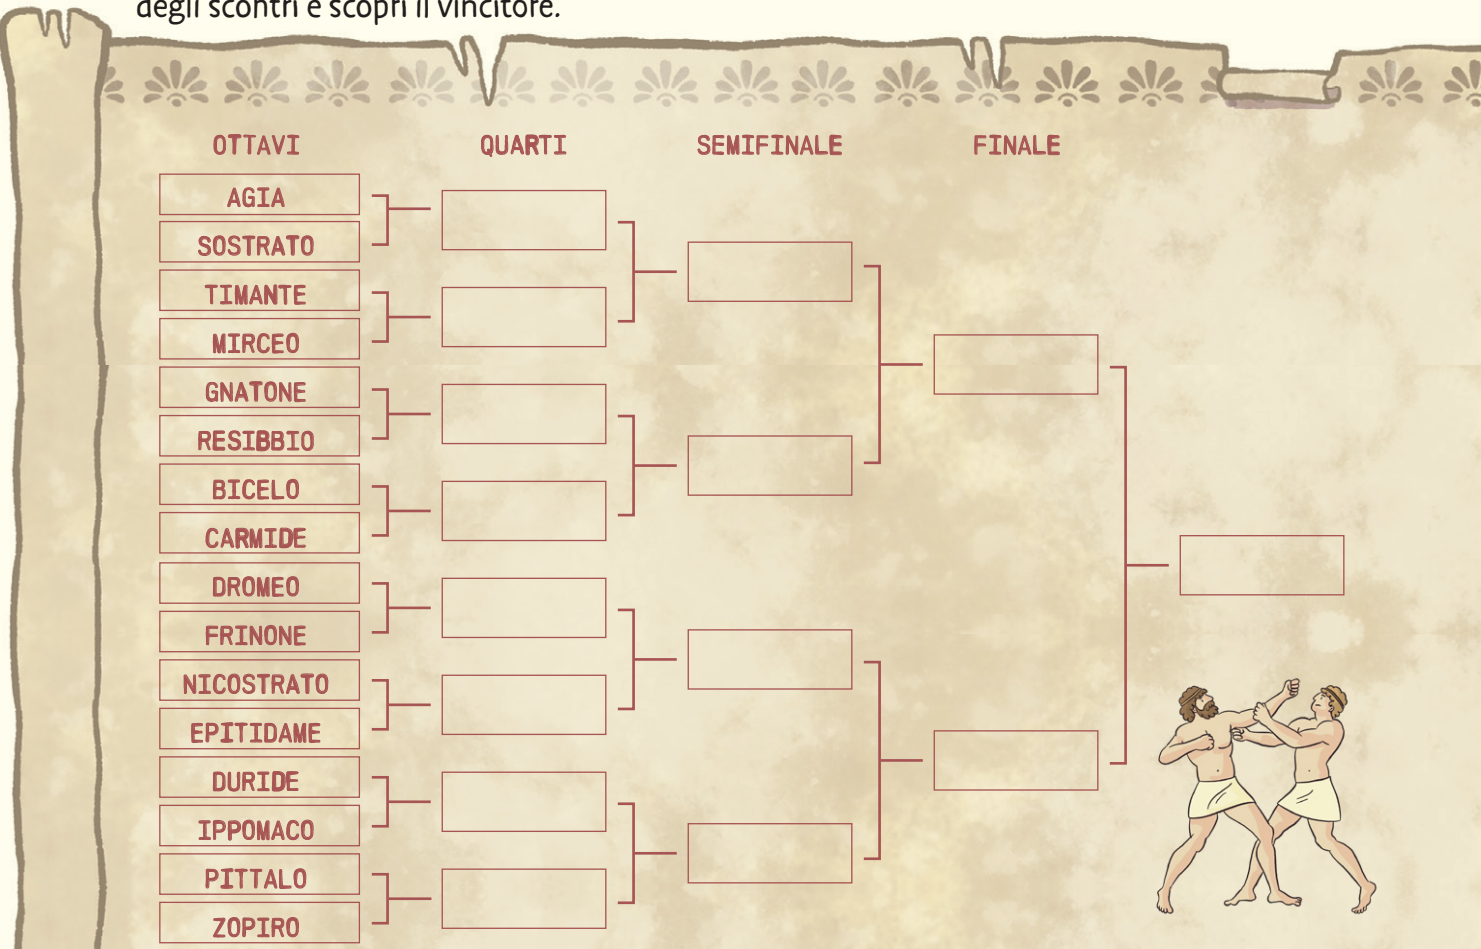 degli scontri e scopri il vincitore.
OTTAVI QUARTI SEMIFINALE FINALE
AGIA
SOSTRATO
TIMANTE
MIRCEO
GNATONE
RESIBBIO
BICELO
CARMIDE
DROMEO
FRINONE
NICOSTRATO
EPITIDAME
DURIDE
IPPOMACO
PITTALO
ZOPIRO